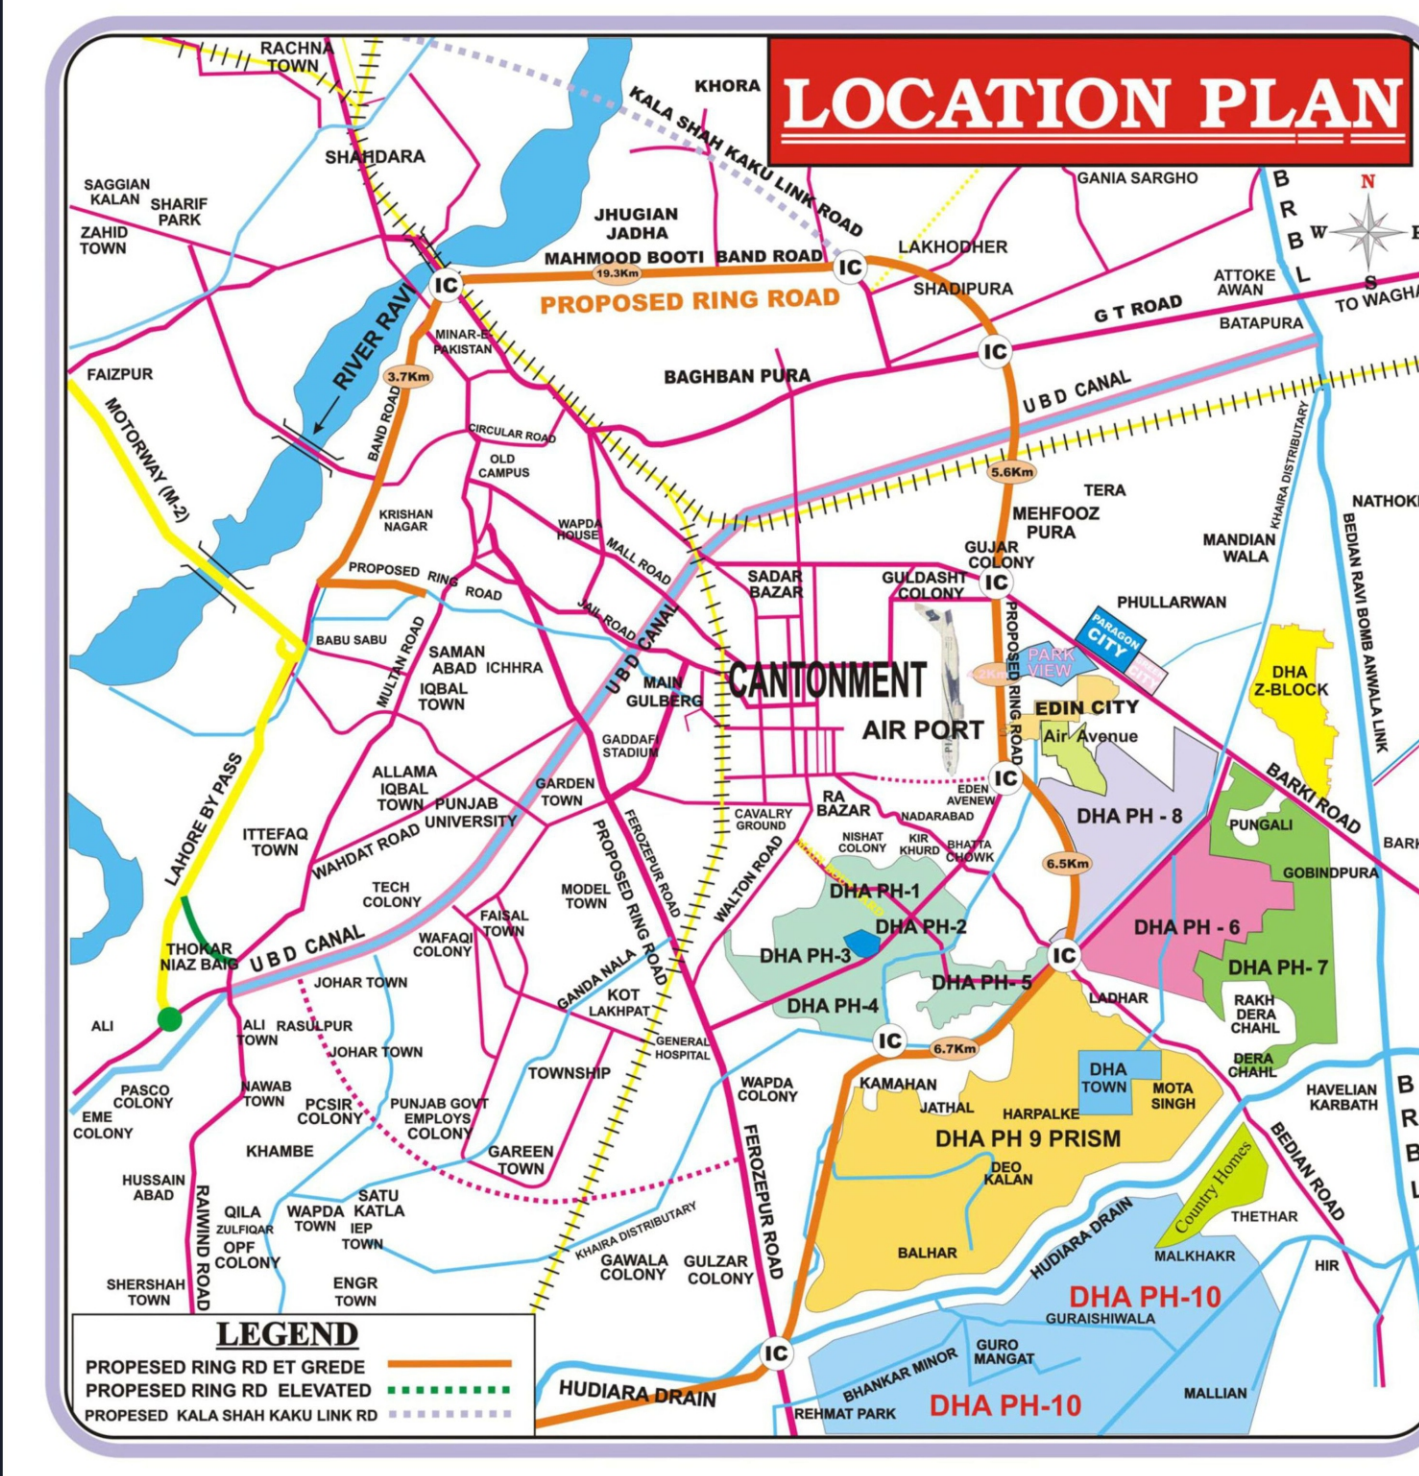 LOCATION PLAN
RACHNA
TOWN
KHORA
KALA SHAH KAKU LINK ROAD
SHAHDARA
GANIA SARGHO
B
R
B
L
N
W
S
SAGGIAN
KALAN
SHARIF
PARK
ZAHID
TOWN
JHUGIAN
JADHA
MAHMOOD BOOTI BAND ROAD
19.3Km
PROPOSED RING ROAD
IC
IC
LAKHODHER
SHADIPURA
ATTOKE
AWAN
TO WAGHA
G T ROAD
BATAPURA
RIVER RAVI
MINAR-E-
PAKISTAN
FAIZPUR
3.7Km
BAGHBAN PURA
IC
U B D CANAL
MOTORWAY (M-2)
BAND ROAD
CIRCULAR ROAD
OLD
CAMPUS
5.6Km
TERA
KHAIRA DISTRIBUTARY
NATHOK
KRISHAN
NAGAR
WAPDA
HOUSE
MALL ROAD
MEHFOOZ
PURA
MANDIAN
WALA
GUJAR
COLONY
IC
PROPOSED RING ROAD
SADAR
BAZAR
GULDASHT
COLONY
PHULLARWAN
BEDIAN RAVI BOMB ANWALA LINK
JAIL ROAD
U B D CANAL
BABU SABU
MULTAN ROAD
SAMAN
ABAD
ICHHRA
IQBAL
TOWN
MAIN
GULBERG
CANTONMENT
AIR PORT
PROPOSED RING ROAD
PARK
VIEW
PARAGON
CITY
DHA
Z-BLOCK
EDIN CITY
Air Avenue
GADDAFI
STADIUM
LAHORE BY PASS
ALLAMA
IQBAL
TOWN
PUNJAB
UNIVERSITY
GARDEN
TOWN
IC
EDEN
AVENEW
BARKI ROAD
ITTEFAQ
TOWN
WAHDAT ROAD
FEROZEPUR ROAD
PROPOSED RING ROAD
CAVALRY
GROUND
RA
BAZAR
NADARABAD
DHA PH - 8
PUNGALI
WALTON ROAD
NISHAT
COLONY
KIR
KHURD
BHATTA
CHOWK
6.5Km
GOBINDPURA
BARK
TECH
COLONY
MODEL
TOWN
DHA PH-1
DHA PH-2
DHA PH - 6
FAISAL
TOWN
WAFAQI
COLONY
THOKAR
NIAZ BAIG
U B D CANAL
DHA PH-3
IC
DHA PH- 7
JOHAR TOWN
GANDA NALA
KOT
LAKHPAT
DHA PH- 5
DHA PH-4
LADHAR
RAKH
DERA
CHAHL
ALI
ALI
TOWN
RASULPUR
JOHAR TOWN
GENERAL
HOSPITAL
IC
6.7Km
DERA
CHAHL
PASCO
COLONY
EME
COLONY
NAWAB
TOWN
PCSIR
COLONY
PUNJAB GOVT
EMPLOYS
COLONY
TOWNSHIP
WAPDA
COLONY
KAMAHAN
JATHAL
HARPALKE
DHA
TOWN
MOTA
SINGH
HAVELIAN
KARBATH
B
R
B
L
KHAMBE
GAREEN
TOWN
FEROZEPUR ROAD
DHA PH 9 PRISM
DEO
KALAN
BEDIAN ROAD
Country Homes
HUSSAIN
ABAD
RAIWIND ROAD
QILA
ZULFIQAR
OPF
COLONY
WAPDA
TOWN
SATU
KATLA
IEP
TOWN
KHAIRA DISTRIBUTARY
GAWALA
COLONY
GULZAR
COLONY
BALHAR
HUDIARA DRAIN
THETHAR
MALKHAKR
HIR
SHERSHAH
TOWN
ENGR
TOWN
DHA PH-10
GURAISHIWALA
LEGEND
PROPESED RING RD ET GREDE
PROPESED RING RD ELEVATED
PROPESED KALA SHAH KAKU LINK RD
IC
HUDIARA DRAIN
GURO
MANGAT
BHANKAR MINOR
REHMAT PARK
DHA PH-10
MALLIAN